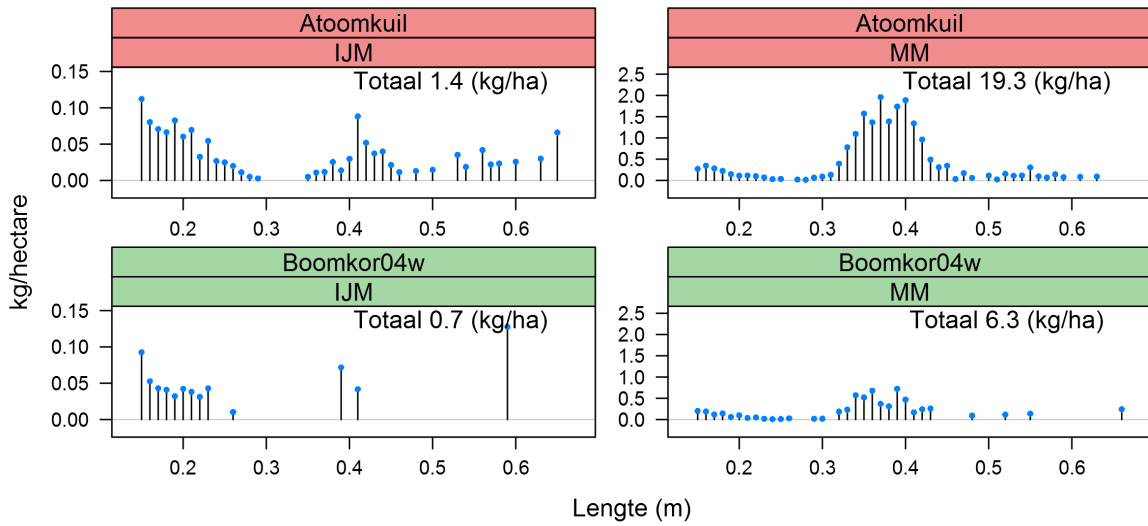 Atoomkuil
IJM
Totaal 1.4 (kg/ha)
0.15
0.10
0.05
0.00
0.2 0.3 0.4 0.5 0.6
Atoomkuil
MM
Totaal 19.3 (kg/ha)
2.5
2.0
1.5
1.0
0.5
0.0
0.2 0.3 0.4 0.5 0.6
kg/hectare
Boomkor04w
IJM
Totaal 0.7 (kg/ha)
0.15
0.10
0.05
0.00
0.2 0.3 0.4 0.5 0.6
Boomkor04w
MM
Totaal 6.3 (kg/ha)
2.5
2.0
1.5
1.0
0.5
0.0
0.2 0.3 0.4 0.5 0.6
Lengte (m)